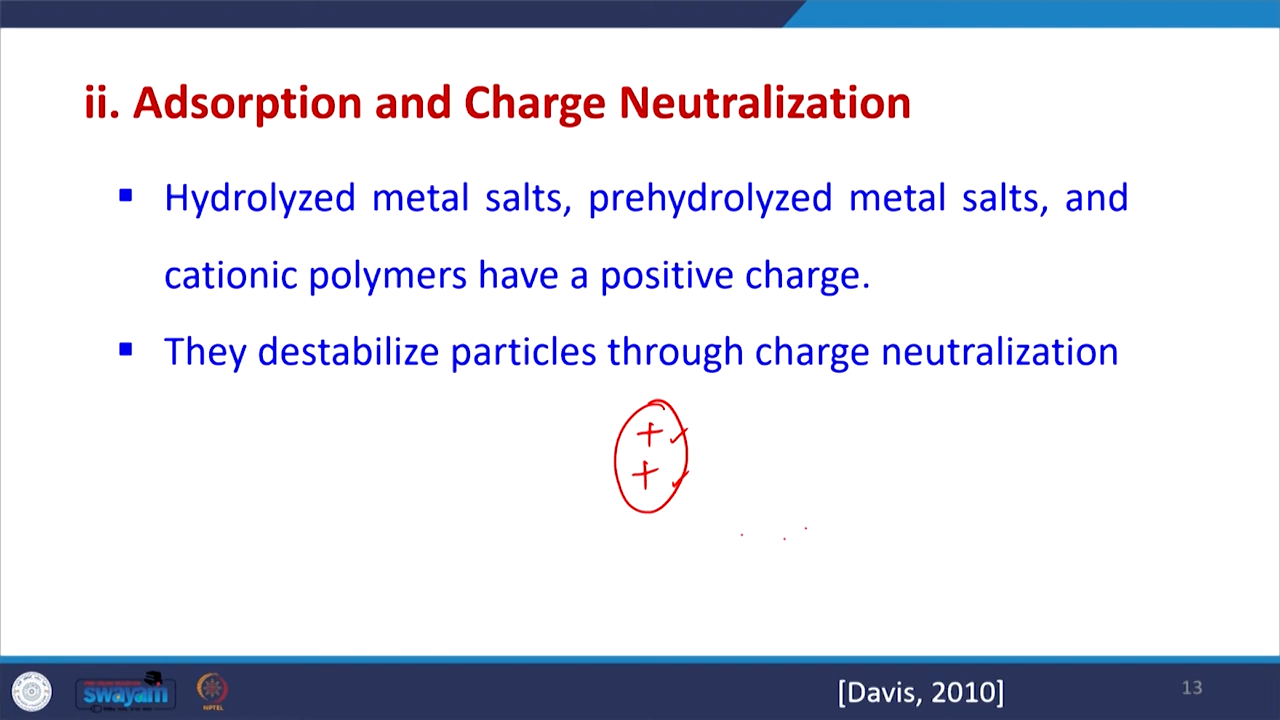 ii. Adsorption and Charge Neutralization
▪ Hydrolyzed metal salts, prehydrolyzed metal salts, and
cationic polymers have a positive charge.
▪ They destabilize particles through charge neutralization
+
+
swayam
NPTEL
[Davis, 2010]
13